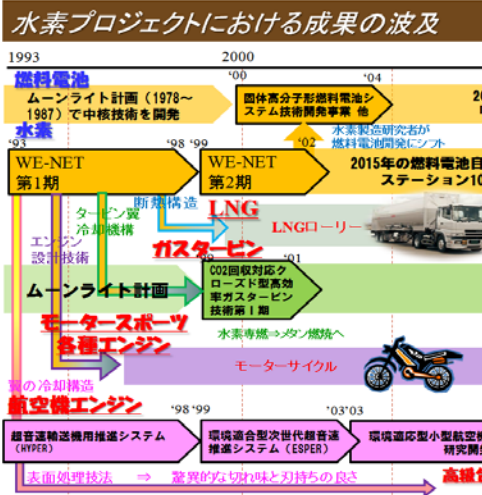 水素プロジェクトにおける成果の波及
1993
2000
燃料電池
'00
'04
ムーンライト計画（1978～
1987）で中核技術を開発
固体高分子形燃料電池シ
ステム技術開発事業 他
20
水素
水素製造研究者が
燃料電池開発にシフト
'93
'98 '99
'02
WE-NET
第1期
WE-NET
第2期
2015年の燃料電池自
ステーション10
断熱構造
LNG
タービン翼
冷却機構
LNGローリー
エンジン
設計技術
ガスタービン
'01
ムーンライト計画
CO2回収対応ク
ローズド型高効
率ガスタービン
技術第Ⅰ期
モータースポーツ
各種エンジン
水素専燃⇒メタン燃焼へ
モーターサイクル
翼の冷却構造
航空機エンジン
'98 '99
'03 '03
超音速輸送機用推進システム
(HYPER)
環境適合型次世代超音速
推進システム (ESPER)
環境適応型小型航空機
研究開
表面処理技法 ⇒ 驚異的な切れ味と刃持ちの良さ
高級